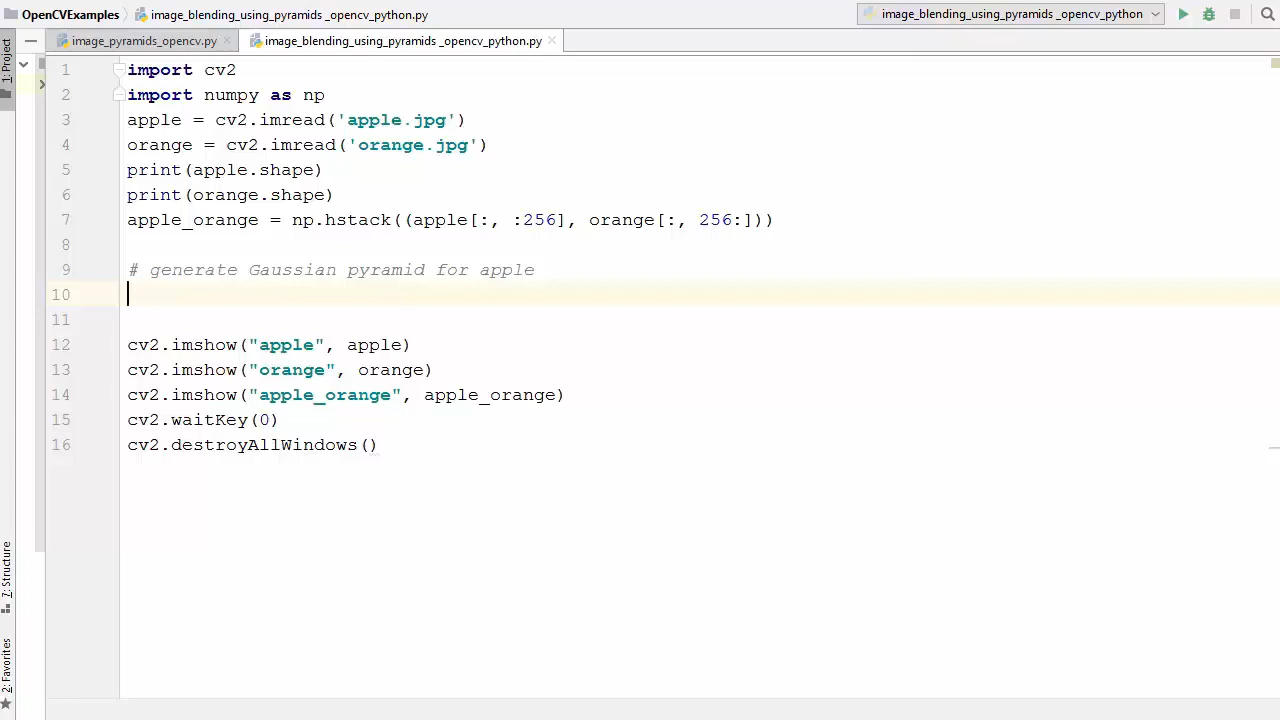 OpenCVExamples image_blending_using_pyramids _opencv_python.py image_blending_using_pyramids _opencv_python
image_pyramids_opencv.py image_blending_using_pyramids _opencv_python.py
1: Project
1 import cv2
2 import numpy as np
3 apple = cv2.imread('apple.jpg')
4 orange = cv2.imread('orange.jpg')
5 print(apple.shape)
6 print(orange.shape)
7 apple_orange = np.hstack((apple[:, :256], orange[:, 256:]))
8
9 # generate Gaussian pyramid for apple
10
11
12 cv2.imshow("apple", apple)
13 cv2.imshow("orange", orange)
14 cv2.imshow("apple_orange", apple_orange)
15 cv2.waitKey(0)
16 cv2.destroyAllWindows()
7: Structure
2: Favorites